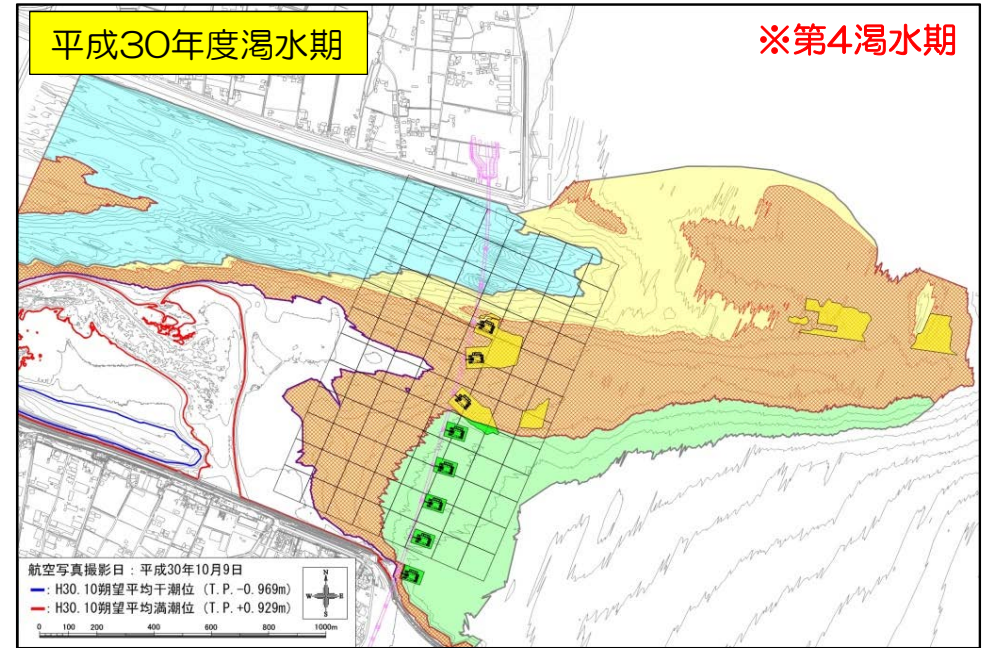 平成30年度渇水期
※第4渇水期
航空写真撮影日：平成30年10月9日
: H30.10朔望平均干潮位 (T.P.-0.969m)
: H30.10朔望平均満潮位 (T.P.+0.929m)
N
W E
S
0 100 200 400 600 800 1000m